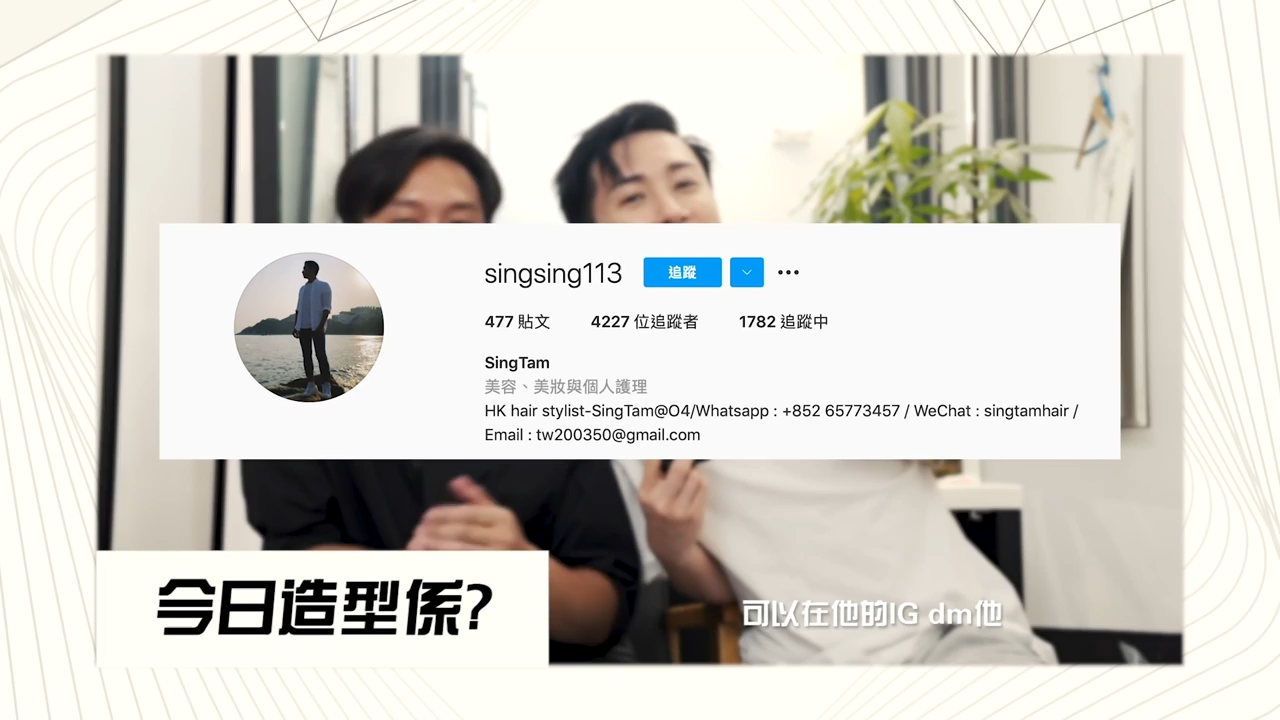 singsing113 追蹤
477 貼文 4227 位追蹤者 1782 追蹤中
SingTam
美容、美妝與個人護理
HK hair stylist-SingTam@O4/Whatsapp : +852 65773457 / WeChat : singtamhair /
Email : tw200350@gmail.com
今日造型係?
可以在他的IG dm他